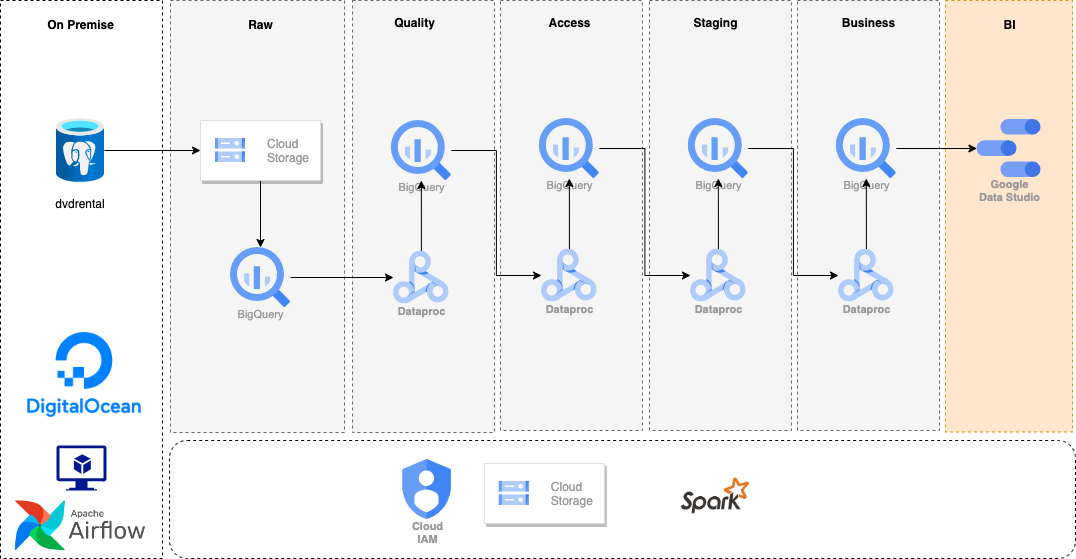 On Premise
Raw
Quality
Access
Staging
Business
BI
Cloud
Storage
dvdrental
BigQuery
BigQuery
BigQuery
BigQuery
Google
Data Studio
BigQuery
Dataproc
Dataproc
Dataproc
Dataproc
DigitalOcean
Apache
Airflow
Cloud
IAM
Cloud
Storage
Spark